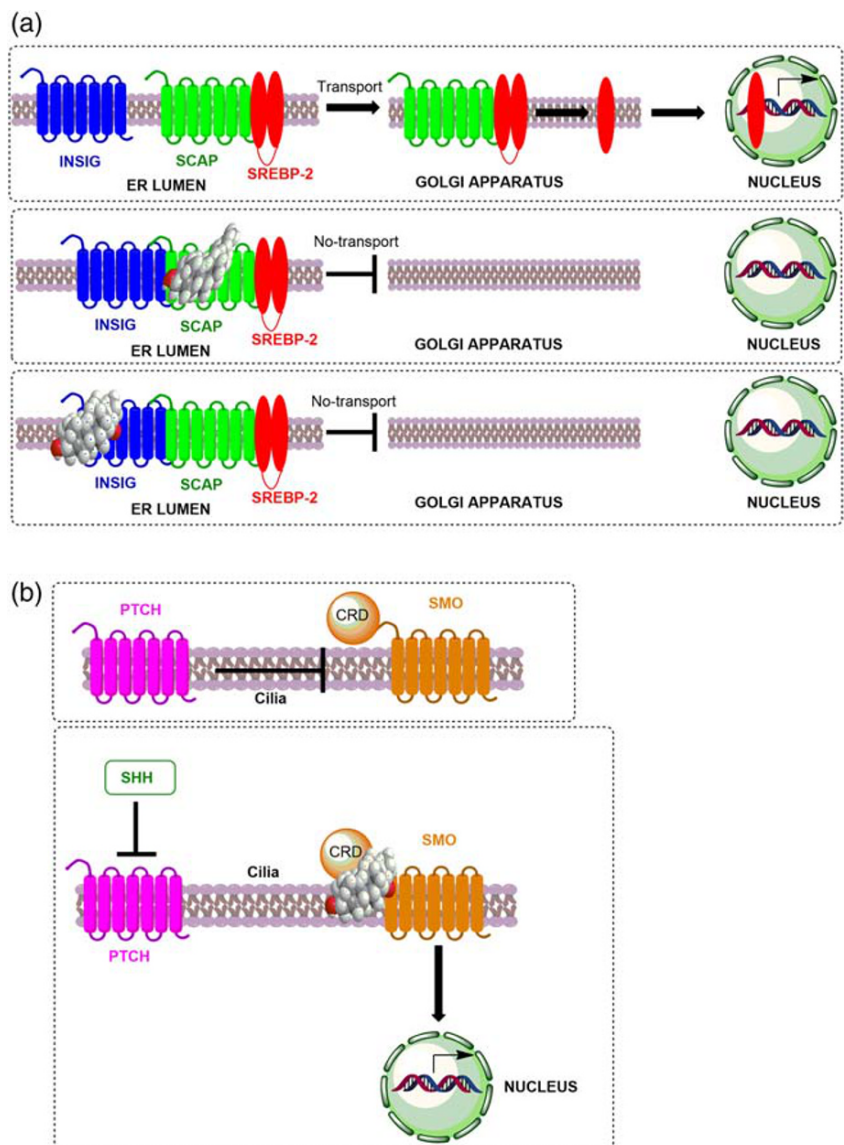 (a)
Transport
INSIG
SCAP
SREBP-2
ER LUMEN
GOLGI APPARATUS
NUCLEUS
No-transport
INSIG
SCAP
SREBP-2
ER LUMEN
GOLGI APPARATUS
NUCLEUS
No-transport
INSIG
SCAP
SREBP-2
ER LUMEN
GOLGI APPARATUS
NUCLEUS
(b)
PTCH
CRD
SMO
Cilia
SHH
CRD
SMO
Cilia
PTCH
NUCLEUS